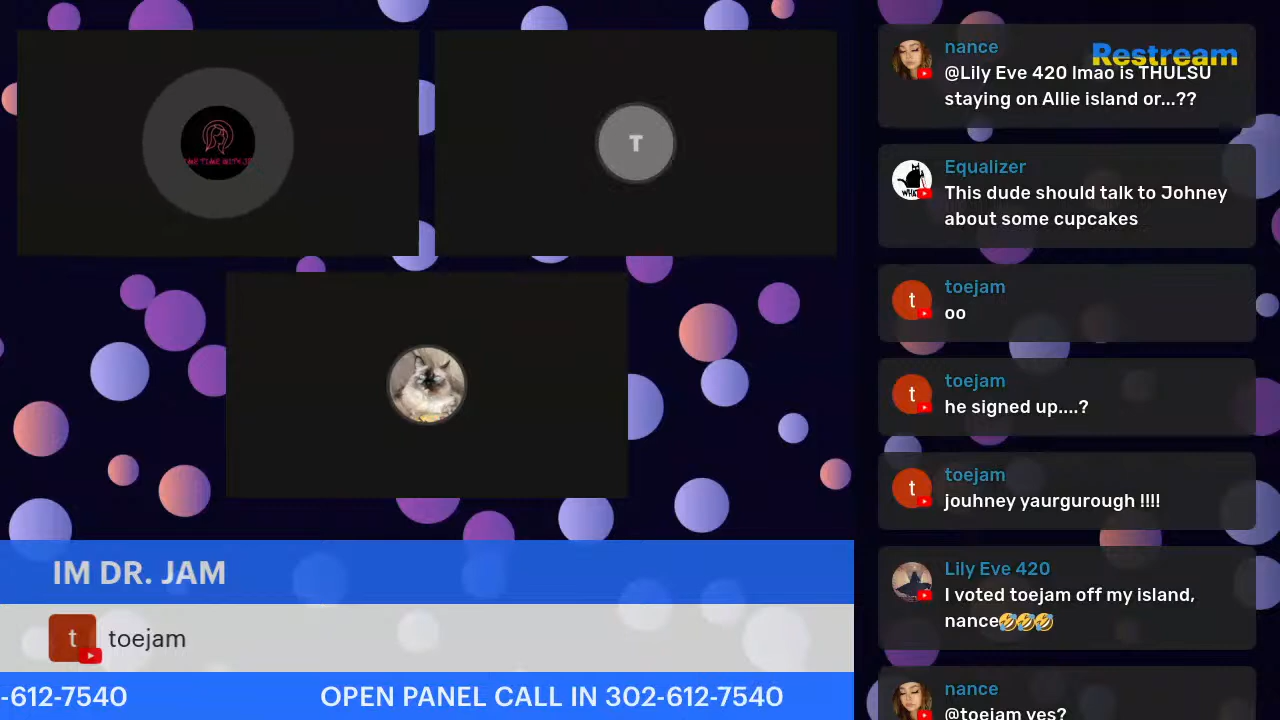 T
nance
Restream
@Lily Eve 420 lmao is THULSU
staying on Allie island or...??
Equalizer
This dude should talk to Johney
about some cupcakes
t
toejam
oo
t
toejam
he signed up....?
t
toejam
jouhney yaurgurough !!!!
Lily Eve 420
I voted toejam off my island,
nance🤣🤣🤣
nance
@toejam yes?
IM DR. JAM
t
toejam
-612-7540
OPEN PANEL CALL IN 302-612-7540